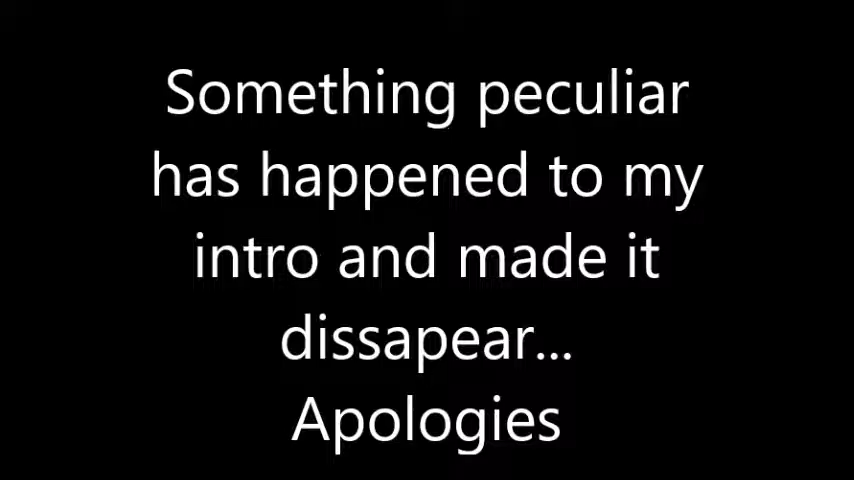 Something peculiar
has happened to my
intro and made it
dissapear...
Apologies